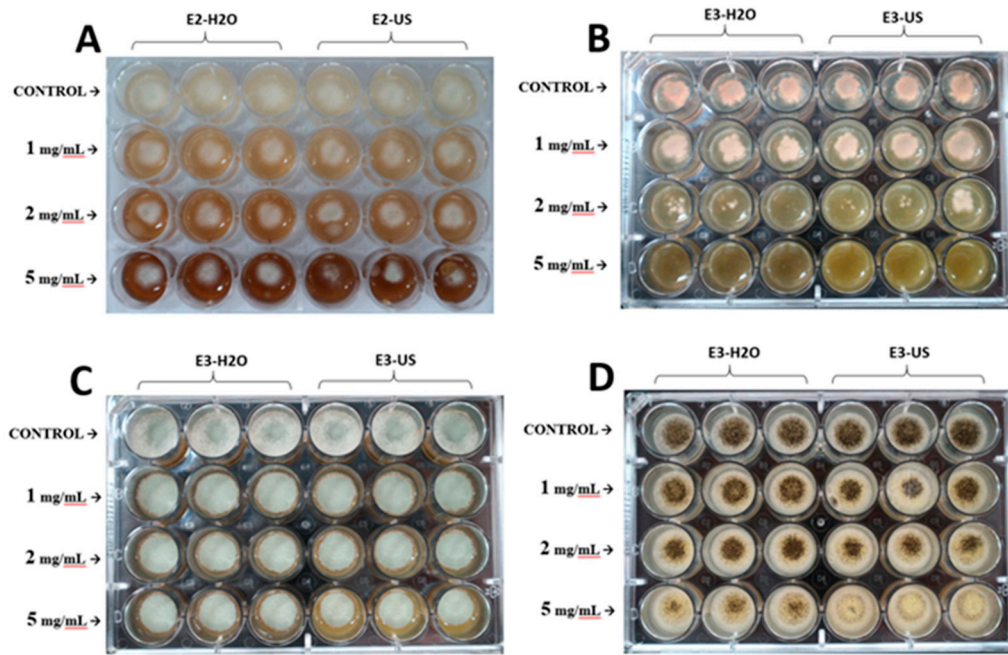 A
E2-H2O E2-US
CONTROL →
1 mg/mL →
2 mg/mL →
5 mg/mL →
B
E3-H2O E3-US
CONTROL →
1 mg/mL →
2 mg/mL →
5 mg/mL →
C
E3-H2O E3-US
CONTROL →
1 mg/mL →
2 mg/mL →
5 mg/mL →
D
E3-H2O E3-US
CONTROL →
1 mg/mL →
2 mg/mL →
5 mg/mL →